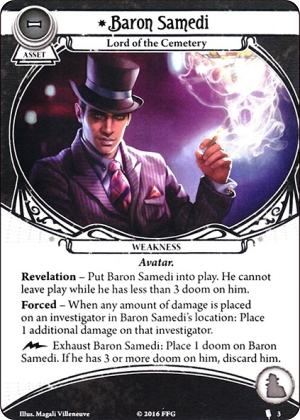 Baron Samedi
ASSET
Lord of the Cemetery
WEAKNESS
Avatar.
Revelation – Put Baron Samedi into play. He cannot
leave play while he has less than 3 doom on him.
Forced – When any amount of damage is placed
on an investigator in Baron Samedi's location: Place
1 additional damage on that investigator.
Exhaust Baron Samedi: Place 1 doom on Baron
Samedi. If he has 3 or more doom on him, discard him.
Illus. Magali Villeneuve
© 2016 FFG
3